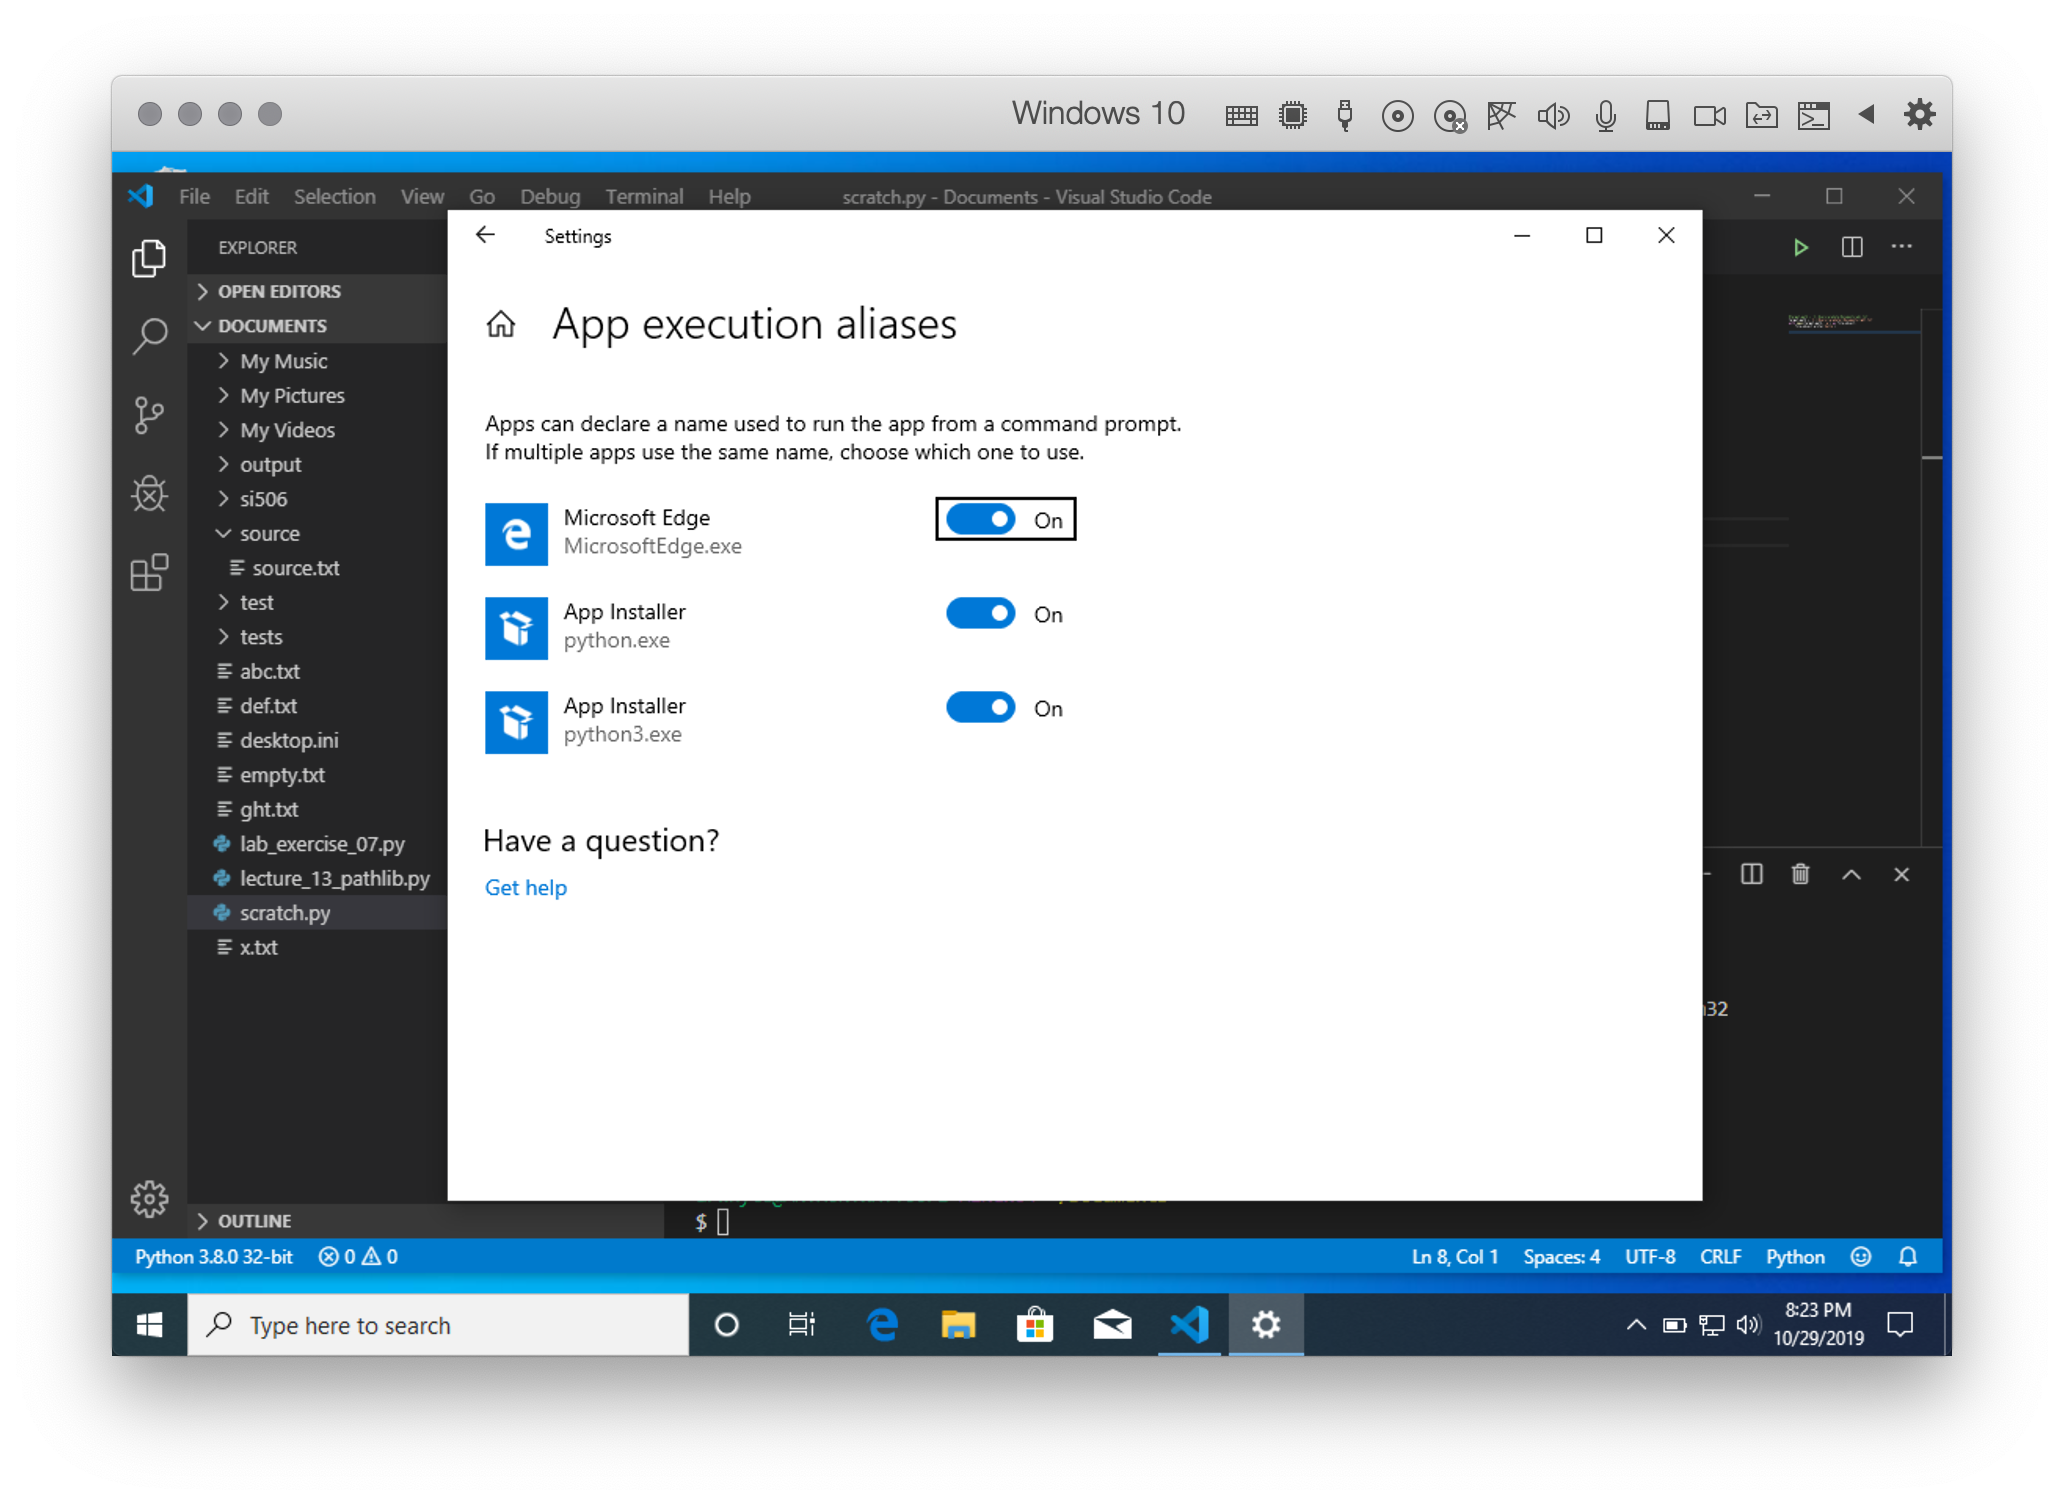 Windows 10
File Edit Selection View Go Debug Terminal Help scratch.py - Documents - Visual Studio Code
EXPLORER
OPEN EDITORS
DOCUMENTS
My Music
My Pictures
My Videos
output
si506
source
source.txt
test
tests
abc.txt
def.txt
desktop.ini
empty.txt
ght.txt
lab_exercise_07.py
lecture_13_pathlib.py
scratch.py
x.txt
OUTLINE
Settings
App execution aliases
Apps can declare a name used to run the app from a command prompt.
If multiple apps use the same name, choose which one to use.
Microsoft Edge
MicrosoftEdge.exe
On
App Installer
python.exe
On
App Installer
python3.exe
On
Have a question?
Get help
32
$
Python 3.8.0 32-bit 0 0 Ln 8, Col 1 Spaces: 4 UTF-8 CRLF Python
Type here to search
8:23 PM
10/29/2019